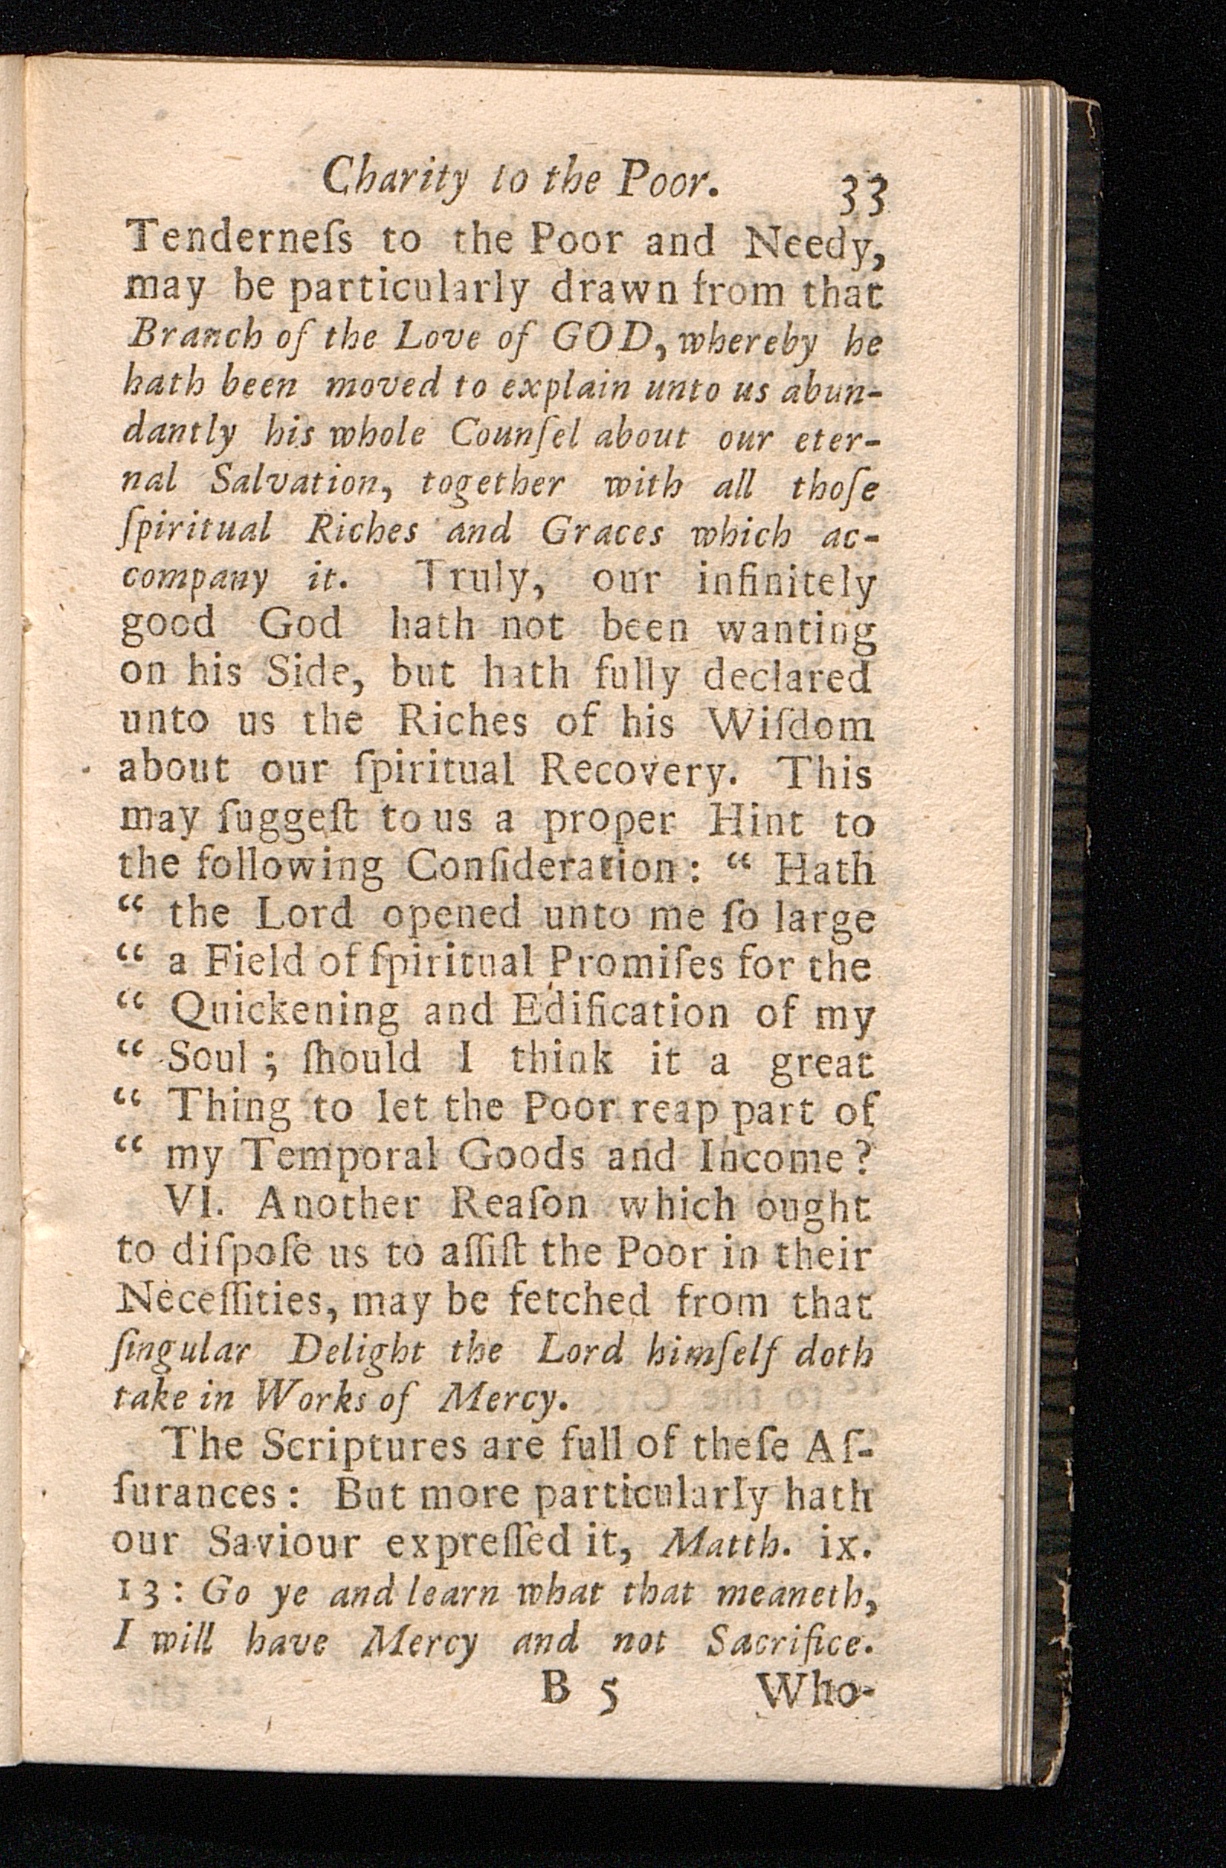 Charity to the Poor. 33
Tenderneſs to the Poor and Needy,
may be particularly drawn from that
Branch of the Love of GOD, whereby he
hath been moved to explain unto us abun-
dantly his whole Counſel about our eter-
nal Salvation, together with all thoſe
ſpiritual Riches and Graces which ac-
company it. Truly, our infinitely
good God hath not been wanting
on his Side, but hath fully declared
unto us the Riches of his Wiſdom
about our ſpiritual Recovery. This
may ſuggeſt to us a proper Hint to
the following Conſideration: “ Hath
“ the Lord opened unto me ſo large
“ a Field of ſpiritual Promiſes for the
“ Quickening and Edification of my
“ Soul ; ſhould I think it a great
“ Thing to let the Poor reap part of
“ my Temporal Goods and Income?
VI. Another Reaſon which ought
to diſpoſe us to aſſiſt the Poor in their
Neceſſities, may be fetched from that
ſingular Delight the Lord himſelf doth
take in Works of Mercy.
The Scriptures are full of theſe Aſ-
ſurances: But more particularly hath
our Saviour expreſſed it, Matth. ix.
13: Go ye and learn what that meaneth,
I will have Mercy and not Sacrifice.
B 5 Who-